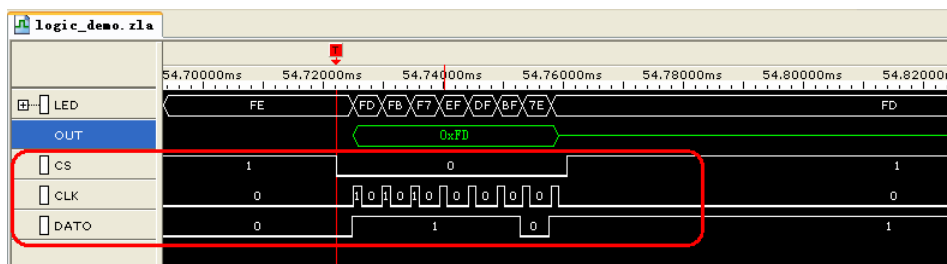 logic_demo.zla
T
54.70000ms 54.72000ms 54.74000ms 54.76000ms 54.78000ms 54.80000ms 54.82000
LED FE FD FB F7 EF DF BF 7E FD
OUT 0xFD
CS 1 0 1
CLK 0 1 0 1 0 1 0 0 0 0 0 0
DATO 0 1 0 1